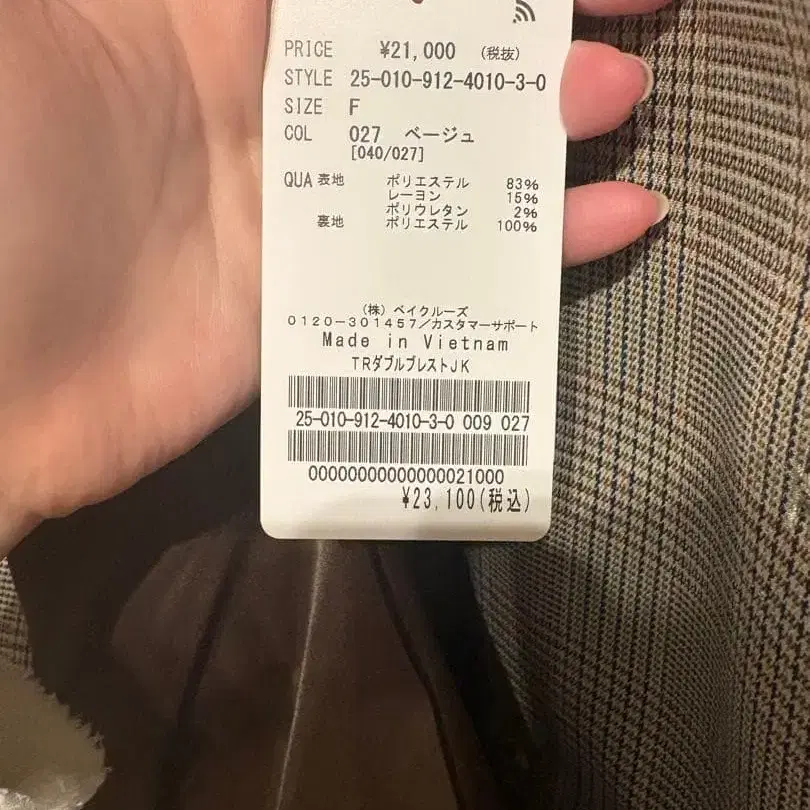 PRICE ¥21,000 (税抜)
STYLE 25-010-912-4010-3-0
SIZE F
COL 027 ベージュ
[040/027]
QUA 表地 ポリエステル 83%
レーヨン 15%
ポリウレタン 2%
裏地 ポリエステル 100%
(株) ベイクルーズ
0120-301457/カスタマーサポート
Made in Vietnam
TRダブルブレストJK
25-010-912-4010-3-0 009 027
00000000000000021000
¥23,100(税込)